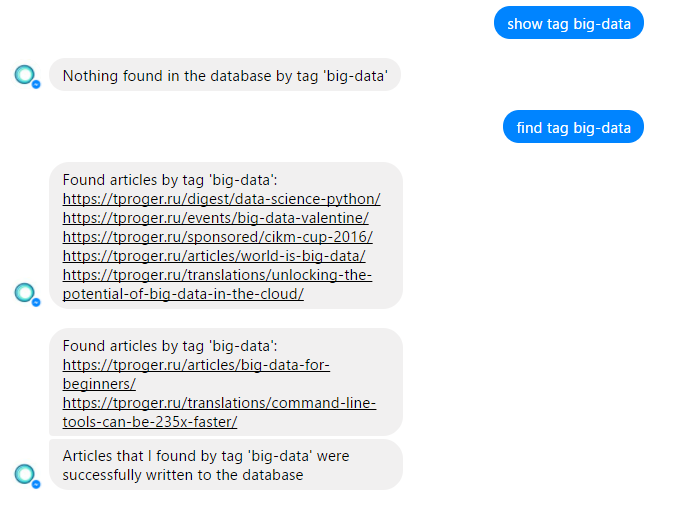 show tag big-data
Nothing found in the database by tag 'big-data'
find tag big-data
Found articles by tag 'big-data':
https://tproger.ru/digest/data-science-python/
https://tproger.ru/events/big-data-valentine/
https://tproger.ru/sponsored/cikm-cup-2016/
https://tproger.ru/articles/world-is-big-data/
https://tproger.ru/translations/unlocking-the-
potential-of-big-data-in-the-cloud/
Found articles by tag 'big-data':
https://tproger.ru/articles/big-data-for-
beginners/
https://tproger.ru/translations/command-line-
tools-can-be-235x-faster/
Articles that I found by tag 'big-data' were
successfully written to the database